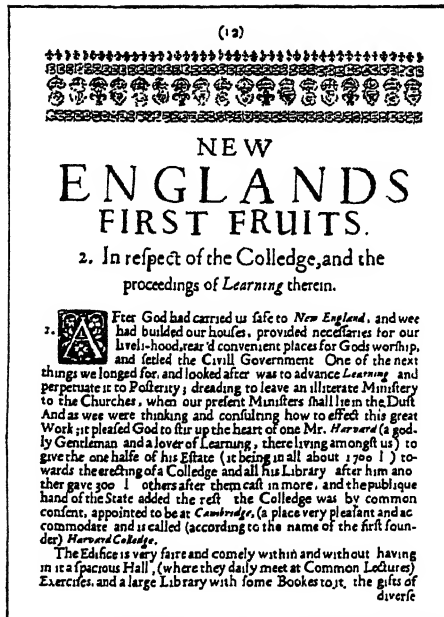 (12)
NEW
ENGLANDS
FIRST FRUITS.
2. In reſpect of the Colledge, and the
proceedings of Learning therein.
AFter God had carried us ſafe to New England, and wee
2. had builded our houſes, provided neceſſaries for our
liveli-hood, rear'd convenient places for Gods worſhip,
and ſetled the Civill Government One of the next
things we longed for, and looked after was to advance Learning and
perpetuate it to Poſterity; dreading to leave an illiterate Miniſtery
to the Churches, when our preſent Miniſters ſhall lie in the Duſt
And as wee were thinking and conſulting how to effect this great
Work; it pleaſed God to ſtir up the heart of one Mr. Harvard (a god-
ly Gentleman and a lover of Learning, there living amongſt us) to
give the one halfe of his Eſtate (it being in all about 1700 l) to-
wards the erecting of a Colledge and all his Library after him ano
ther gave 300 l others after them caſt in more, and the publique
hand of the State added the reſt the Colledge was by common
conſent, appointed to be at Cambridge, (a place very pleaſant and ac
commodate and is called (according to the name of the firſt foun-
der) Harvard Colledge.
The Edifice is very faire and comely within and without having
in it a ſpacious Hall, (where they daily meet at Common Lectures)
Exerciſes, and a large Library with ſome Bookes to it, the gifts of
diverſe